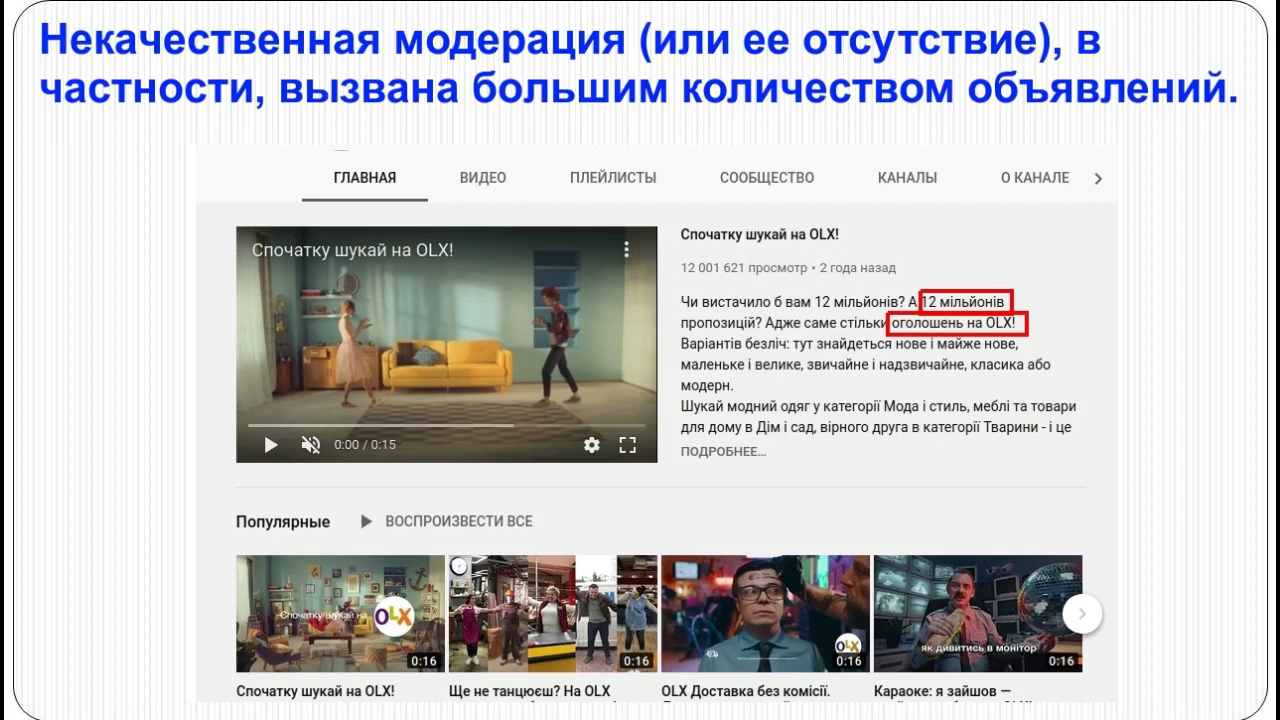 Некачественная модерация (или ее отсутствие), в
частности, вызвана большим количеством объявлений.
ГЛАВНАЯ ВИДЕО ПЛЕЙЛИСТЫ СООБЩЕСТВО КАНАЛЫ О КАНАЛЕ
Спочатку шукай на OLX!
0:00 / 0:15
Спочатку шукай на OLX!
12 001 621 просмотр • 2 года назад
Чи вистачило б вам 12 мільйонів? А 12 мільйонів
пропозицій? Адже саме стільки оголошень на OLX!
Варіантів безліч: тут знайдеться нове і майже нове,
маленьке і велике, звичайне і надзвичайне, класика або
модерн.
Шукай модний одяг у категорії Мода і стиль, меблі та товари
для дому в Дім і сад, вірного друга в категорії Тварини - і це
ПОДРОБНЕЕ…
Популярные ВОСПРОИЗВЕСТИ ВСЕ
Спочатку шукай на OLX
0:16
0:16
OLX
0:16
як дивитись в монітор
0:16
Спочатку шукай на OLX!
Ще не танцюєш? На OLX
OLX Доставка без комісії.
Караоке: я зайшов —